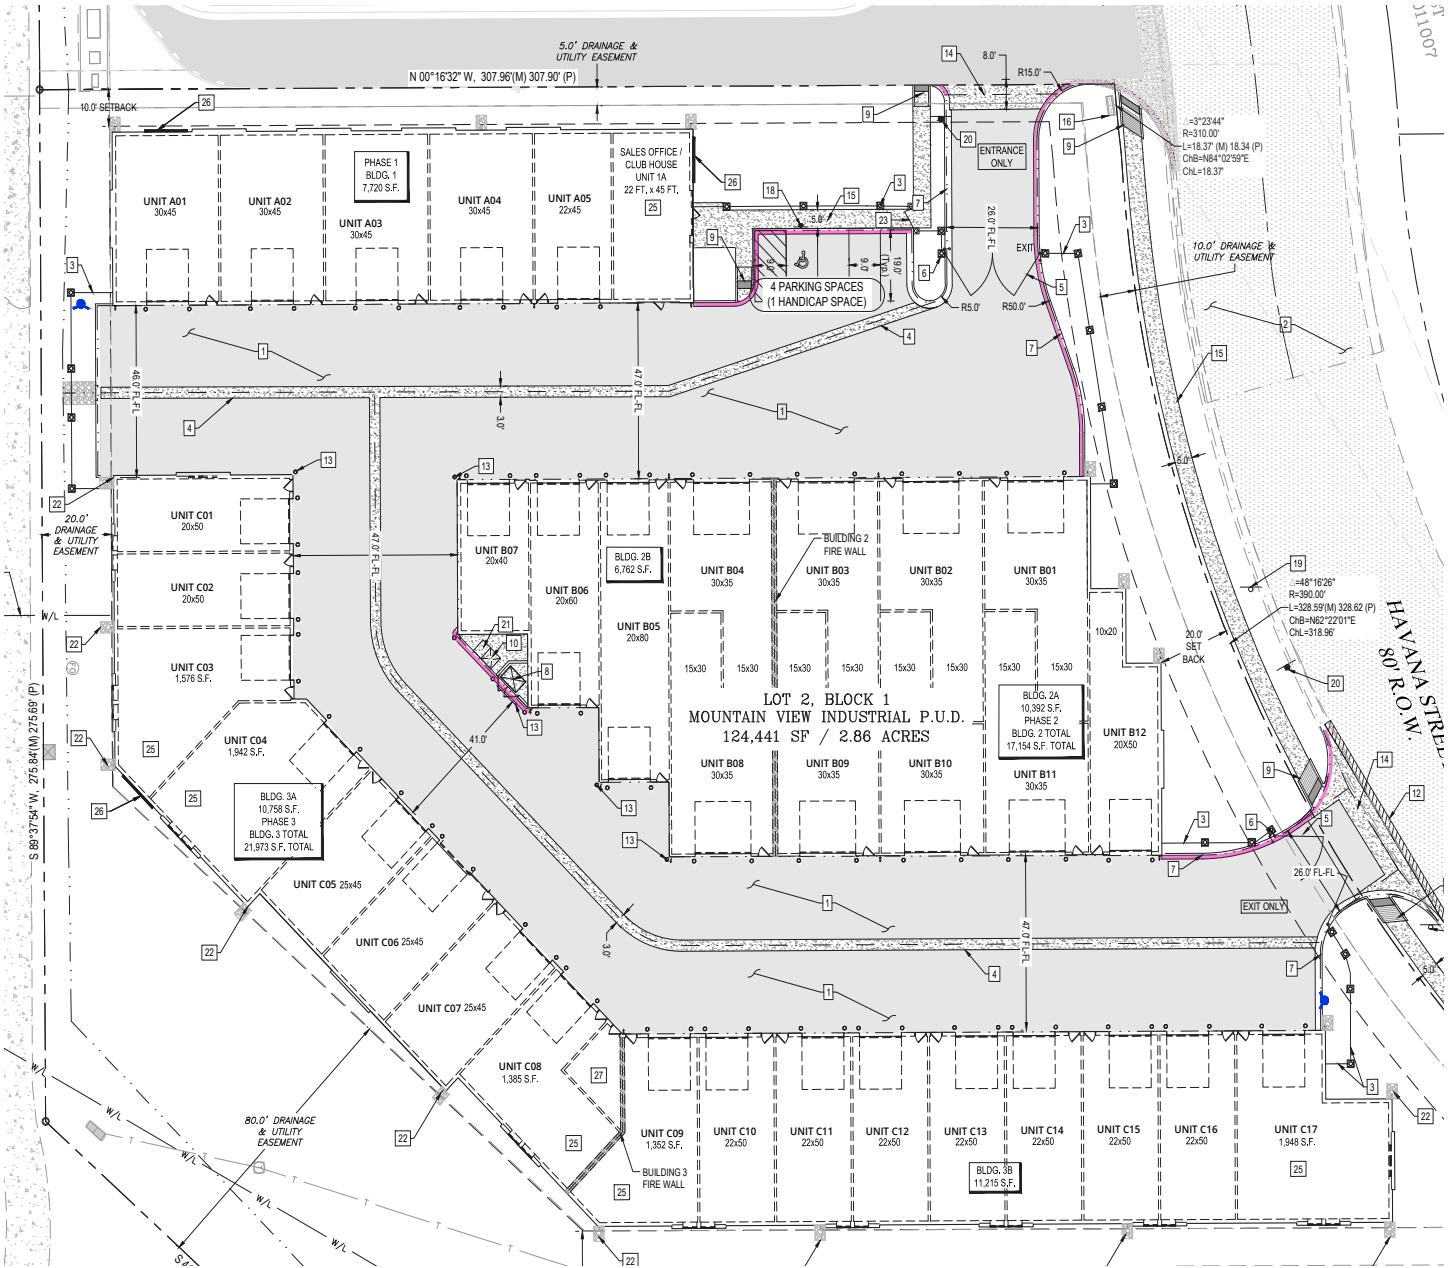 5.0' DRAINAGE &
UTILITY EASEMENT
N 00°16'32" W, 307.96'(M) 307.90' (P)
10.0' SETBACK
26
14
8.0'
R15.0'
9
20
16
9
△=3°23'44"
R=310.00'
L=18.37' (M) 18.34 (P)
ChB=N84°02'59"E
ChL=18.37'
011007
ENTRANCE
ONLY
PHASE 1
BLDG. 1
7,720 S.F.
SALES OFFICE /
CLUB HOUSE
UNIT 1A
22 FT. x 45 FT.
25
26
UNIT A01
30x45
UNIT A02
30x45
UNIT A03
30x45
UNIT A04
30x45
UNIT A05
22x45
18
15
3
7
5.0'
23
26.0' FL-FL
EXIT
3
10.0' DRAINAGE &
UTILITY EASEMENT
9
3
9.0'
9.0'
19.0'
(Typ.)
6
5
4 PARKING SPACES
(1 HANDICAP SPACE)
R5.0'
R50.0'
7
2
15
1
4
46.0' FL-FL
47.0' FL-FL
4
3.0'
1
13
13
5.0'
22
20.0'
DRAINAGE
& UTILITY
EASEMENT
UNIT C01
20x50
UNIT C02
20x50
UNIT C03
1,576 S.F.
47.0' FL-FL
UNIT B07
20x40
UNIT B06
20x60
BLDG. 2B
6,762 S.F.
UNIT B05
20x80
UNIT B04
30x35
BUILDING 2
FIRE WALL
UNIT B03
30x35
UNIT B02
30x35
UNIT B01
30x35
10x20
19
△=48°16'26"
R=390.00'
L=328.59'(M) 328.62 (P)
ChB=N62°22'01"E
ChL=318.96'
HAVANA STREE
80' R.O.W.
20.0'
SET
BACK
20
W/L
22
21
10
8
13
15x30
15x30
15x30
15x30
15x30
15x30
15x30
15x30
LOT 2, BLOCK 1
MOUNTAIN VIEW INDUSTRIAL P.U.D.
124,441 SF / 2.86 ACRES
BLDG. 2A
10,392 S.F.
PHASE 2
BLDG. 2 TOTAL
17,154 S.F. TOTAL
UNIT B12
20X50
UNIT B08
30x35
UNIT B09
30x35
UNIT B10
30x35
UNIT B11
30x35
S 89°37'54" W, 275.84'(M) 275.69' (P)
22
25
UNIT C04
1,942 S.F.
41.0'
25
26
BLDG. 3A
10,758 S.F.
PHASE 3
BLDG. 3 TOTAL
21,973 S.F. TOTAL
13
13
9
14
12
3
6
5
7
26.0' FL-FL
EXIT ONLY
UNIT C05 25x45
UNIT C06 25x45
UNIT C07 25x45
UNIT C08
1,385 S.F.
22
1
3.0'
4
47.0' FL-FL
1
7
5.0'
27
25
80.0' DRAINAGE
& UTILITY
EASEMENT
22
W/L
W/L
W/L
W/L
T
T
T
T
UNIT C09
1,352 S.F.
UNIT C10
22x50
UNIT C11
22x50
UNIT C12
22x50
UNIT C13
22x50
UNIT C14
22x50
UNIT C15
22x50
UNIT C16
22x50
UNIT C17
1,948 S.F.
25
3
22
BUILDING 3
FIRE WALL
25
BLDG. 3B
11,215 S.F.
22